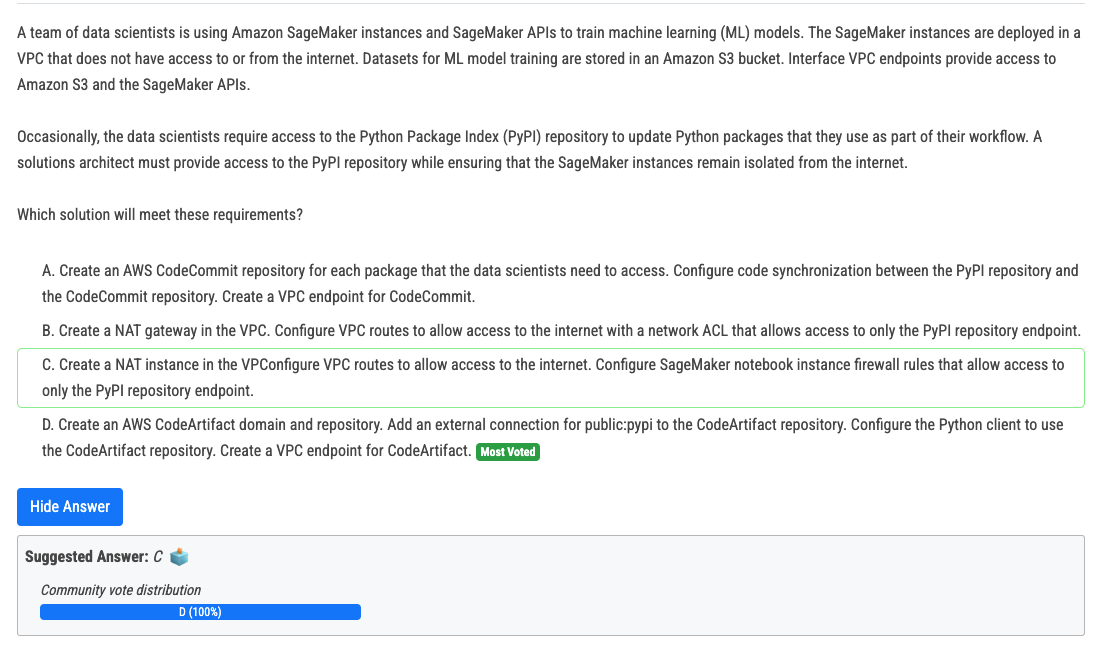 A team of data scientists is using Amazon SageMaker instances and SageMaker APIs to train machine learning (ML) models. The SageMaker instances are deployed in a
VPC that does not have access to or from the internet. Datasets for ML model training are stored in an Amazon S3 bucket. Interface VPC endpoints provide access to
Amazon S3 and the SageMaker APIs.
Occasionally, the data scientists require access to the Python Package Index (PyPI) repository to update Python packages that they use as part of their workflow. A
solutions architect must provide access to the PyPI repository while ensuring that the SageMaker instances remain isolated from the internet.
Which solution will meet these requirements?
A. Create an AWS CodeCommit repository for each package that the data scientists need to access. Configure code synchronization between the PyPI repository and
the CodeCommit repository. Create a VPC endpoint for CodeCommit.
B. Create a NAT gateway in the VPC. Configure VPC routes to allow access to the internet with a network ACL that allows access to only the PyPI repository endpoint.
C. Create a NAT instance in the VPConfigure VPC routes to allow access to the internet. Configure SageMaker notebook instance firewall rules that allow access to
only the PyPI repository endpoint.
D. Create an AWS CodeArtifact domain and repository. Add an external connection for public:pypi to the CodeArtifact repository. Configure the Python client to use
the CodeArtifact repository. Create a VPC endpoint for CodeArtifact. Most Voted
Hide Answer
Suggested Answer: C
Community vote distribution
D (100%)